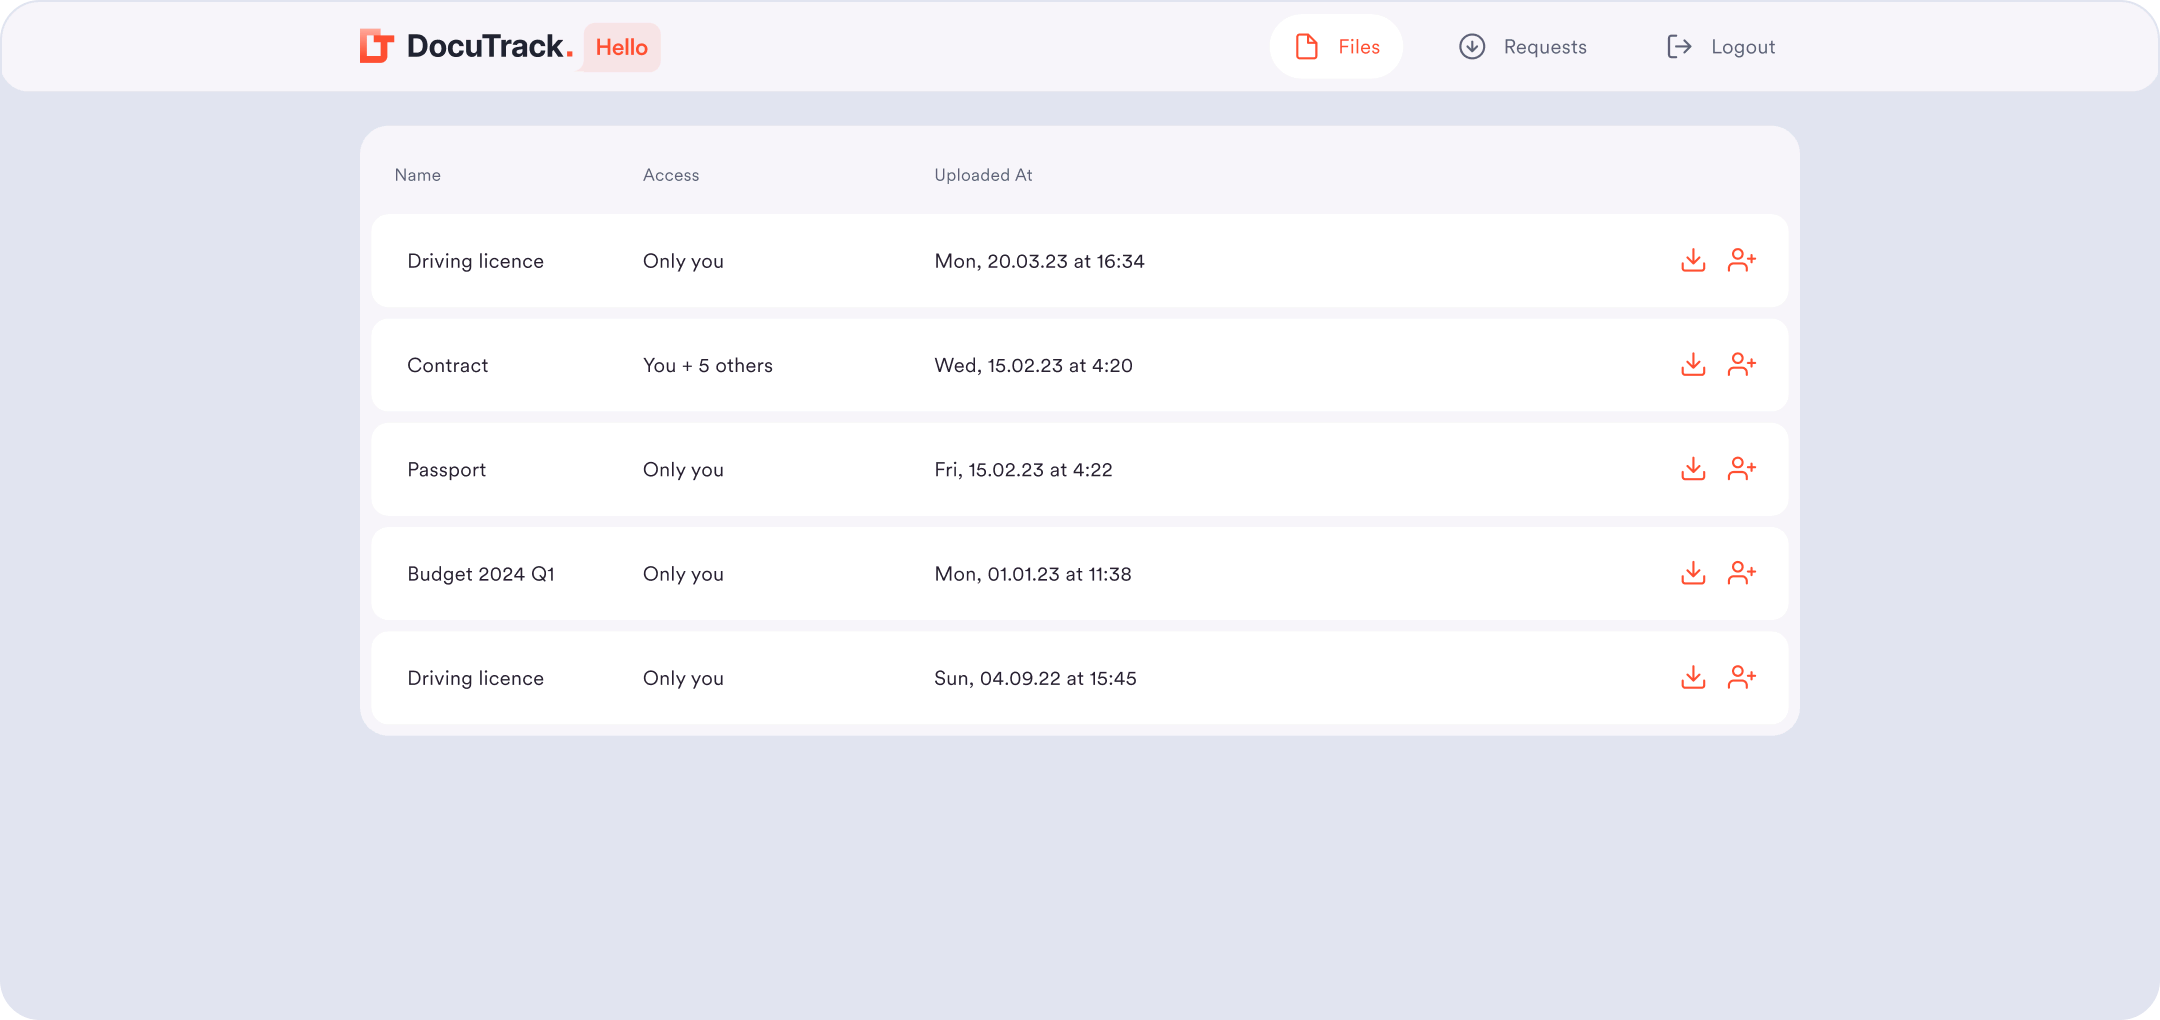 DocuTrack. Hello Files Requests Logout
Name Access Uploaded At
Driving licence Only you Mon, 20.03.23 at 16:34
Contract You + 5 others Wed, 15.02.23 at 4:20
Passport Only you Fri, 15.02.23 at 4:22
Budget 2024 Q1 Only you Mon, 01.01.23 at 11:38
Driving licence Only you Sun, 04.09.22 at 15:45